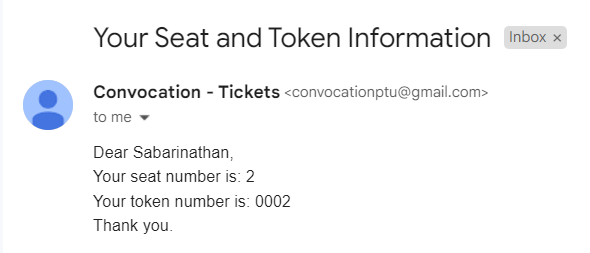 Your Seat and Token Information Inbox ×
Convocation - Tickets <convocationptu@gmail.com>
to me
Dear Sabarinathan,
Your seat number is: 2
Your token number is: 0002
Thank you.